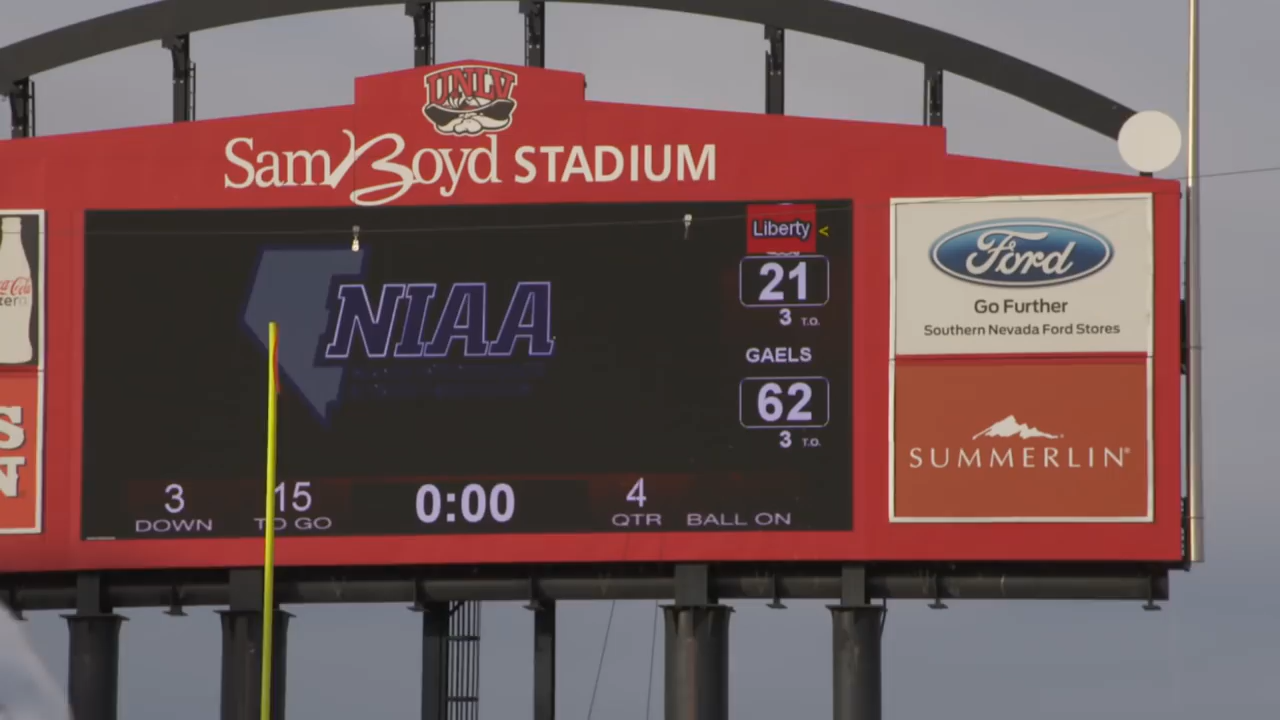 UNLV
Sam Boyd STADIUM
Liberty <
21
3 T.O.
GAELS
62
3 T.O.
NIAA
3
DOWN
15
TO GO
0:00
4
QTR
BALL ON
Ford
Go Further
Southern Nevada Ford Stores
SUMMERLIN®